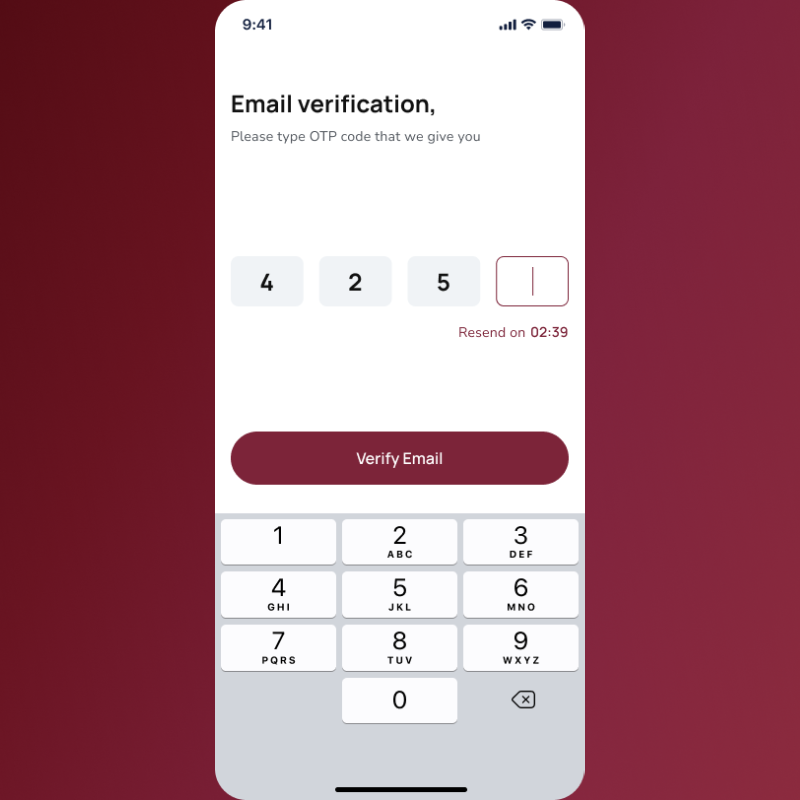 9:41
Email verification,
Please type OTP code that we give you
4 2 5
Resend on 02:39
Verify Email
1 2 3
ABC DEF
4 5 6
GHI JKL MNO
7 8 9
PQRS TUV WXYZ
0